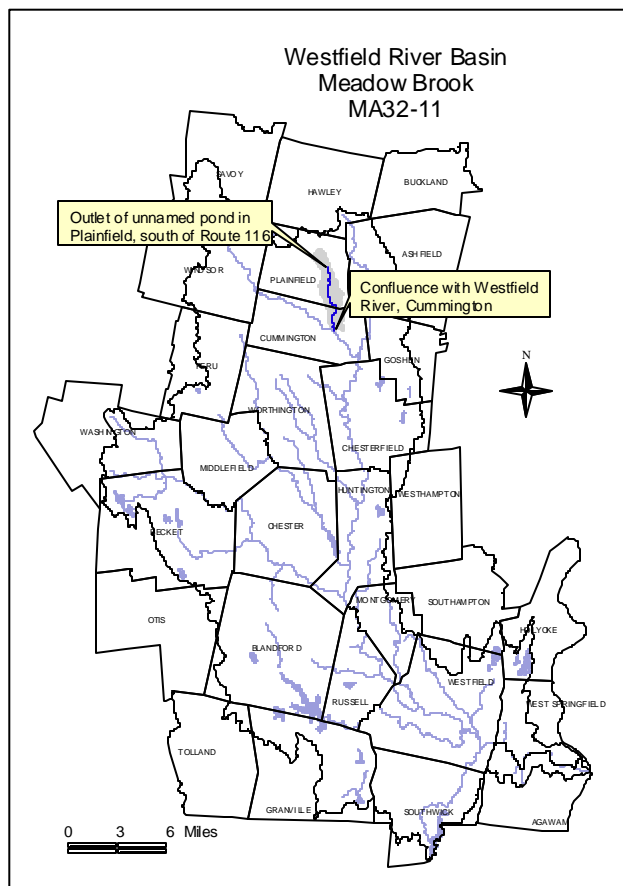 Westfield River Basin
Meadow Brook
MA32-11
SAVOY
HAWLEY
BUCKLAND
Outlet of unnamed pond in
Plainfield, south of Route 116
ASHFIELD
WINDSOR
PLAINFIELD
Confluence with Westfield
River, Cummington
CUMMINGTON
GOSHEN
PERU
N
WORTHINGTON
WASHINGTON
CHESTERFIELD
MIDDLEFIELD
HUNTINGTON
WESTHAMPTON
CHESTER
BECKET
MONTGOMERY
SOUTHAMPTON
OTIS
HOLYOKE
BLANDFORD
WESTFIELD
RUSSELL
WEST SPRINGFIELD
TOLLAND
GRANVILLE
SOUTHWICK
AGAWAM
0 3 6 Miles